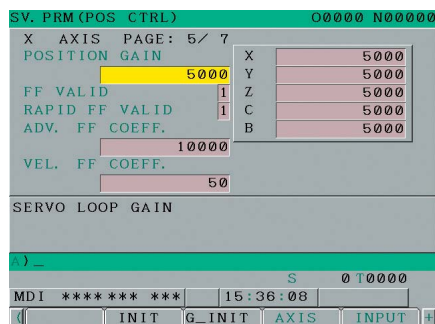 SV. PRM(POS CTRL) O0000 N00000
X AXIS PAGE: 5/ 7
POSITION GAIN
5000
FF VALID 1
RAPID FF VALID 1
ADV. FF COEFF.
10000
VEL. FF COEFF.
50
X 5000
Y 5000
Z 5000
C 5000
B 5000
SERVO LOOP GAIN
A)_
S 0T0000
MDI **** *** *** 15:36:08
( INIT G_INIT AXIS INPUT +